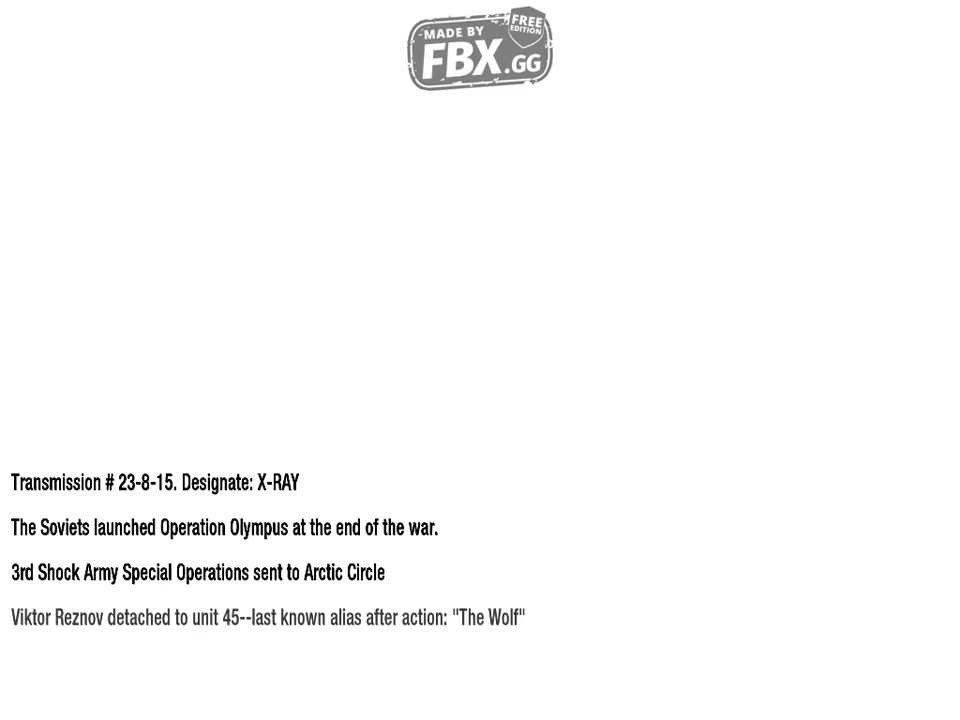 MADE BY
FREE
EDITION
FBX.GG
Transmission # 23-8-15. Designate: X-RAY
The Soviets launched Operation Olympus at the end of the war.
3rd Shock Army Special Operations sent to Arctic Circle
Viktor Reznov detached to unit 45--last known alias after action: "The Wolf"